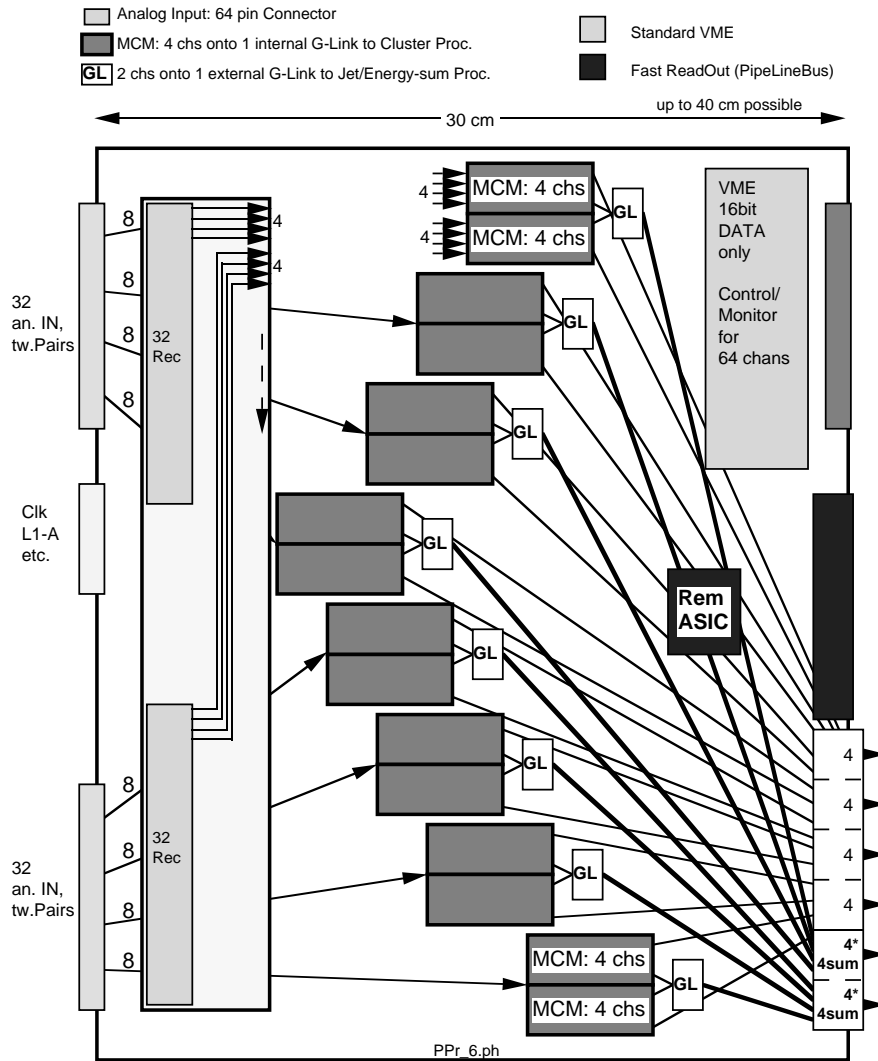 Analog Input: 64 pin Connector
MCM: 4 chs onto 1 internal G-Link to Cluster Proc.
GL 2 chs onto 1 external G-Link to Jet/Energy-sum Proc.
Standard VME
Fast ReadOut (PipeLineBus)
up to 40 cm possible
30 cm
MCM: 4 chs
MCM: 4 chs
4
4
GL
VME
16bit
DATA
only
Control/
Monitor
for
64 chans
8
8
8
8
32
an. IN,
tw.Pairs
32
Rec
4
4
GL
GL
Clk
L1-A
etc.
GL
Rem
ASIC
GL
GL
GL
8
8
8
8
32
an. IN,
tw.Pairs
32
Rec
MCM: 4 chs
MCM: 4 chs
GL
4
4
4
4
4*
4sum
4*
4sum
PPr_6.ph